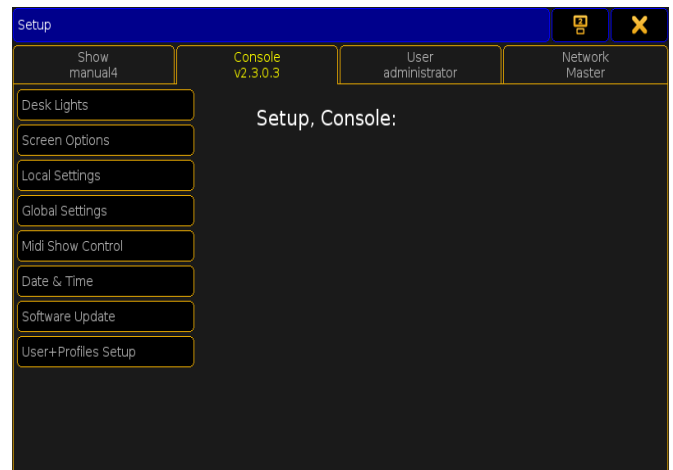 Setup
2
Show
manual4
Console
v2.3.0.3
User
administrator
Network
Master
Desk Lights
Setup, Console:
Screen Options
Local Settings
Global Settings
Midi Show Control
Date & Time
Software Update
User+Profiles Setup